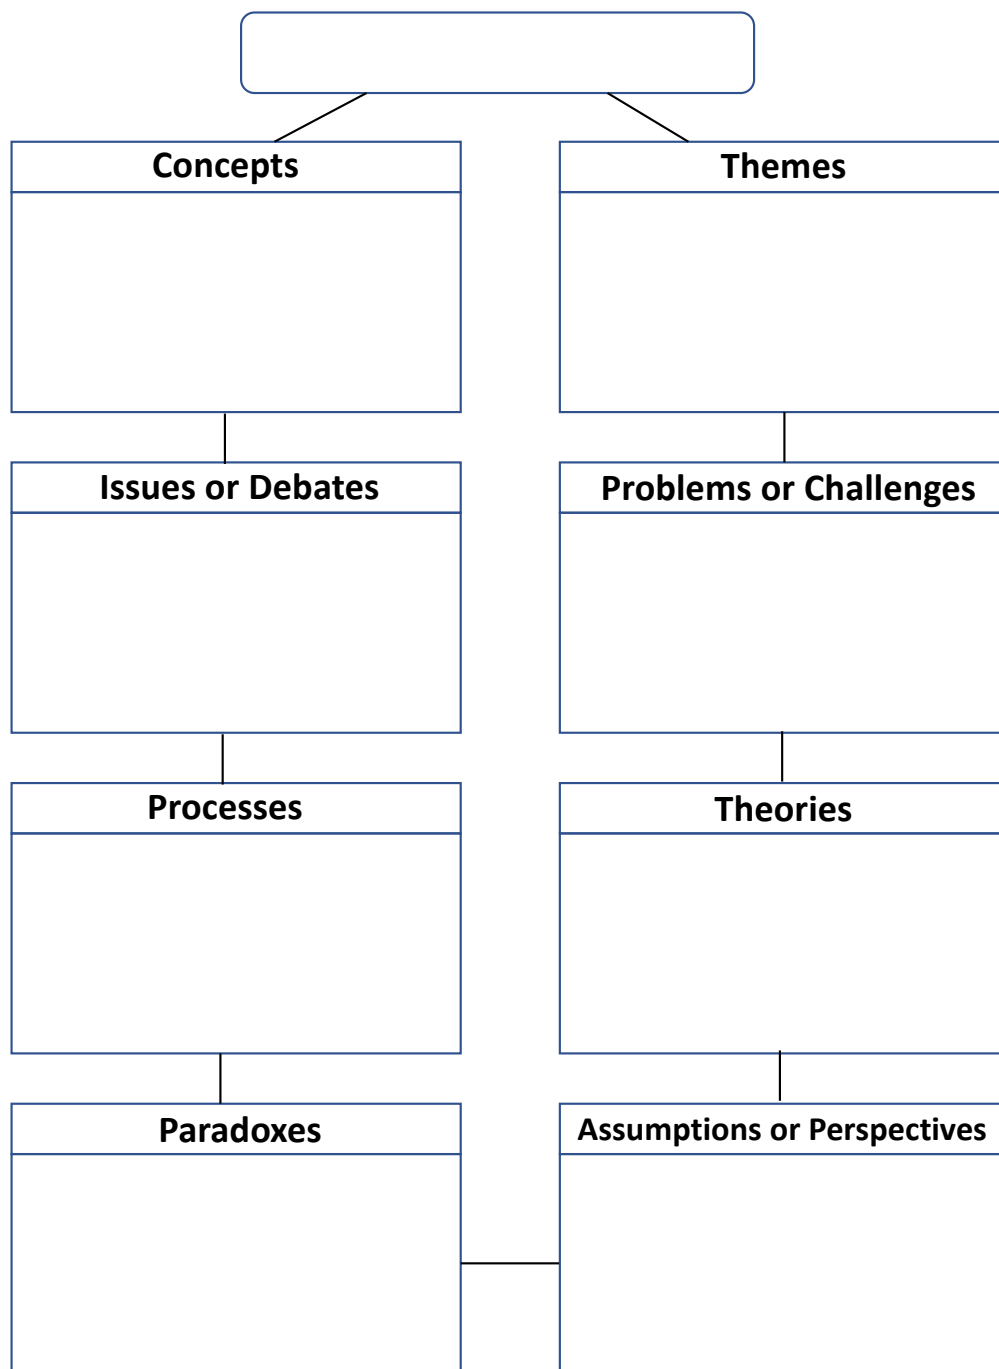 Concepts
Themes
Issues or Debates
Problems or Challenges
Processes
Theories
Paradoxes
Assumptions or Perspectives